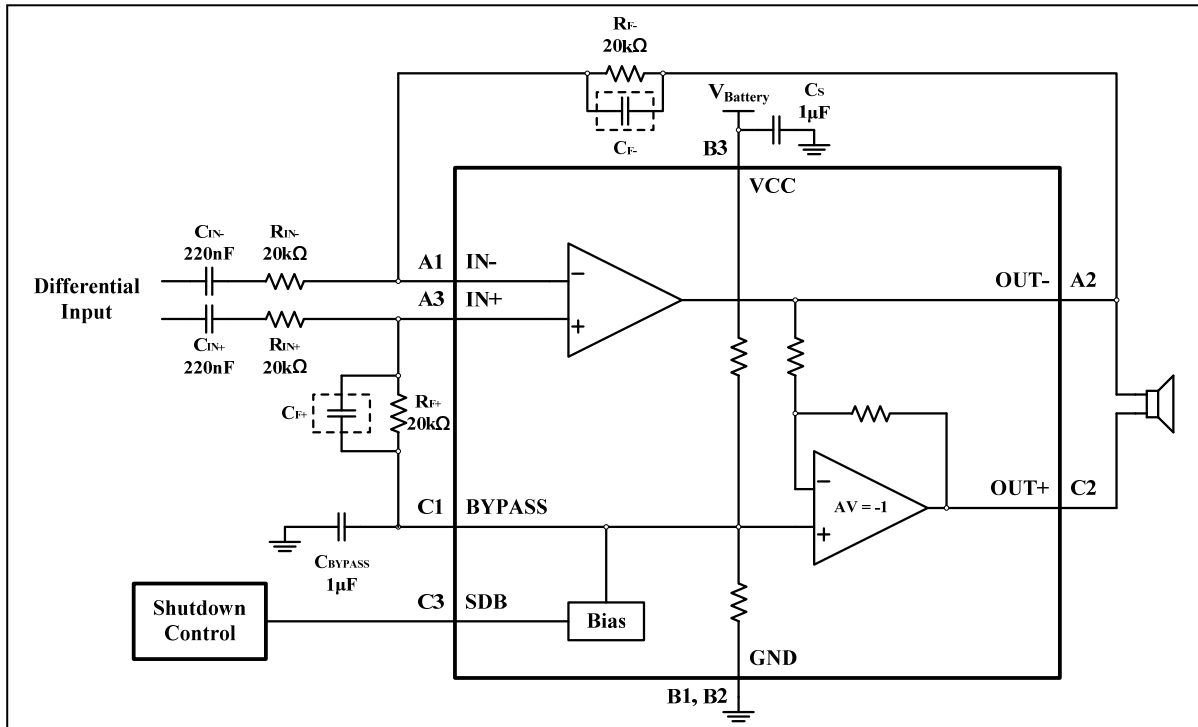 RF-
20kΩ
CF-
VBattery
CS
1µF
B3
VCC
CIN-
220nF
RIN-
20kΩ
A1
IN-
Differential
Input
A3
IN+
CIN+
220nF
RIN+
20kΩ
OUT-
A2
CF+
RF+
20kΩ
C1
BYPASS
AV = -1
OUT+
C2
CBYPASS
1µF
Shutdown
Control
C3
SDB
Bias
GND
B1, B2